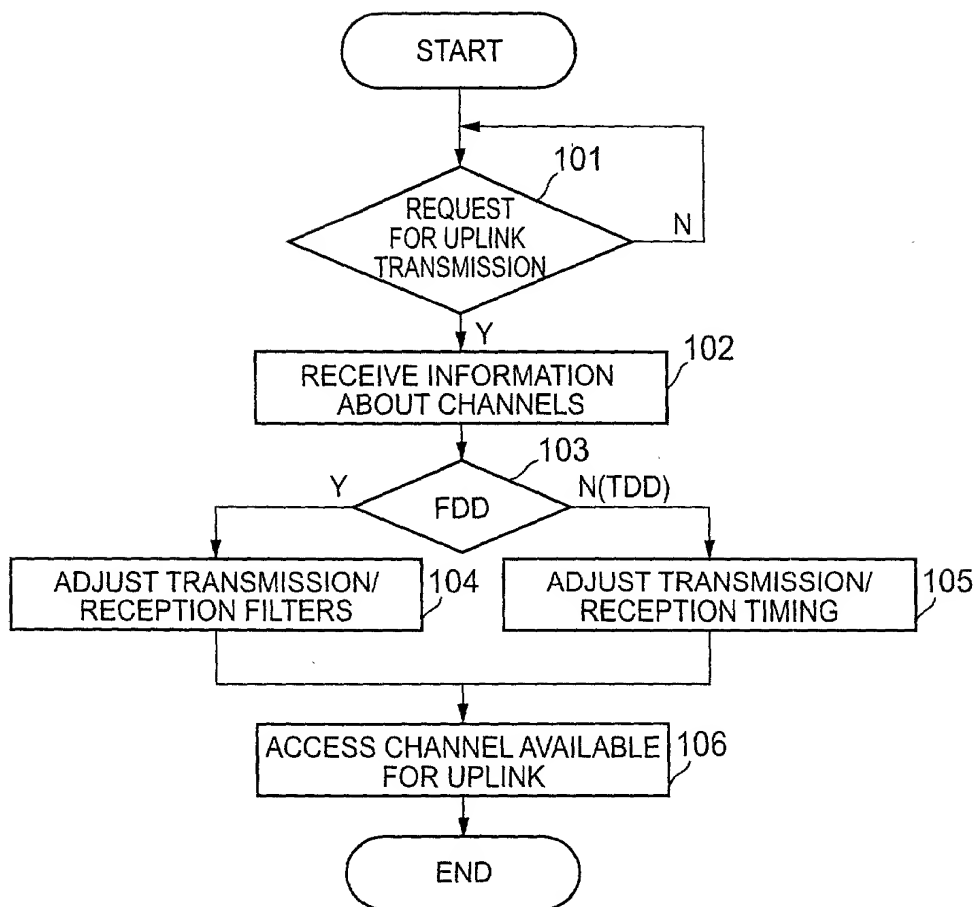 START
101
REQUEST
FOR UPLINK
TRANSMISSION
N
Y
102
RECEIVE INFORMATION
ABOUT CHANNELS
103
Y
N(TDD)
FDD
ADJUST TRANSMISSION/
RECEPTION FILTERS
104
ADJUST TRANSMISSION/
RECEPTION TIMING
105
ACCESS CHANNEL AVAILABLE
FOR UPLINK
106
END